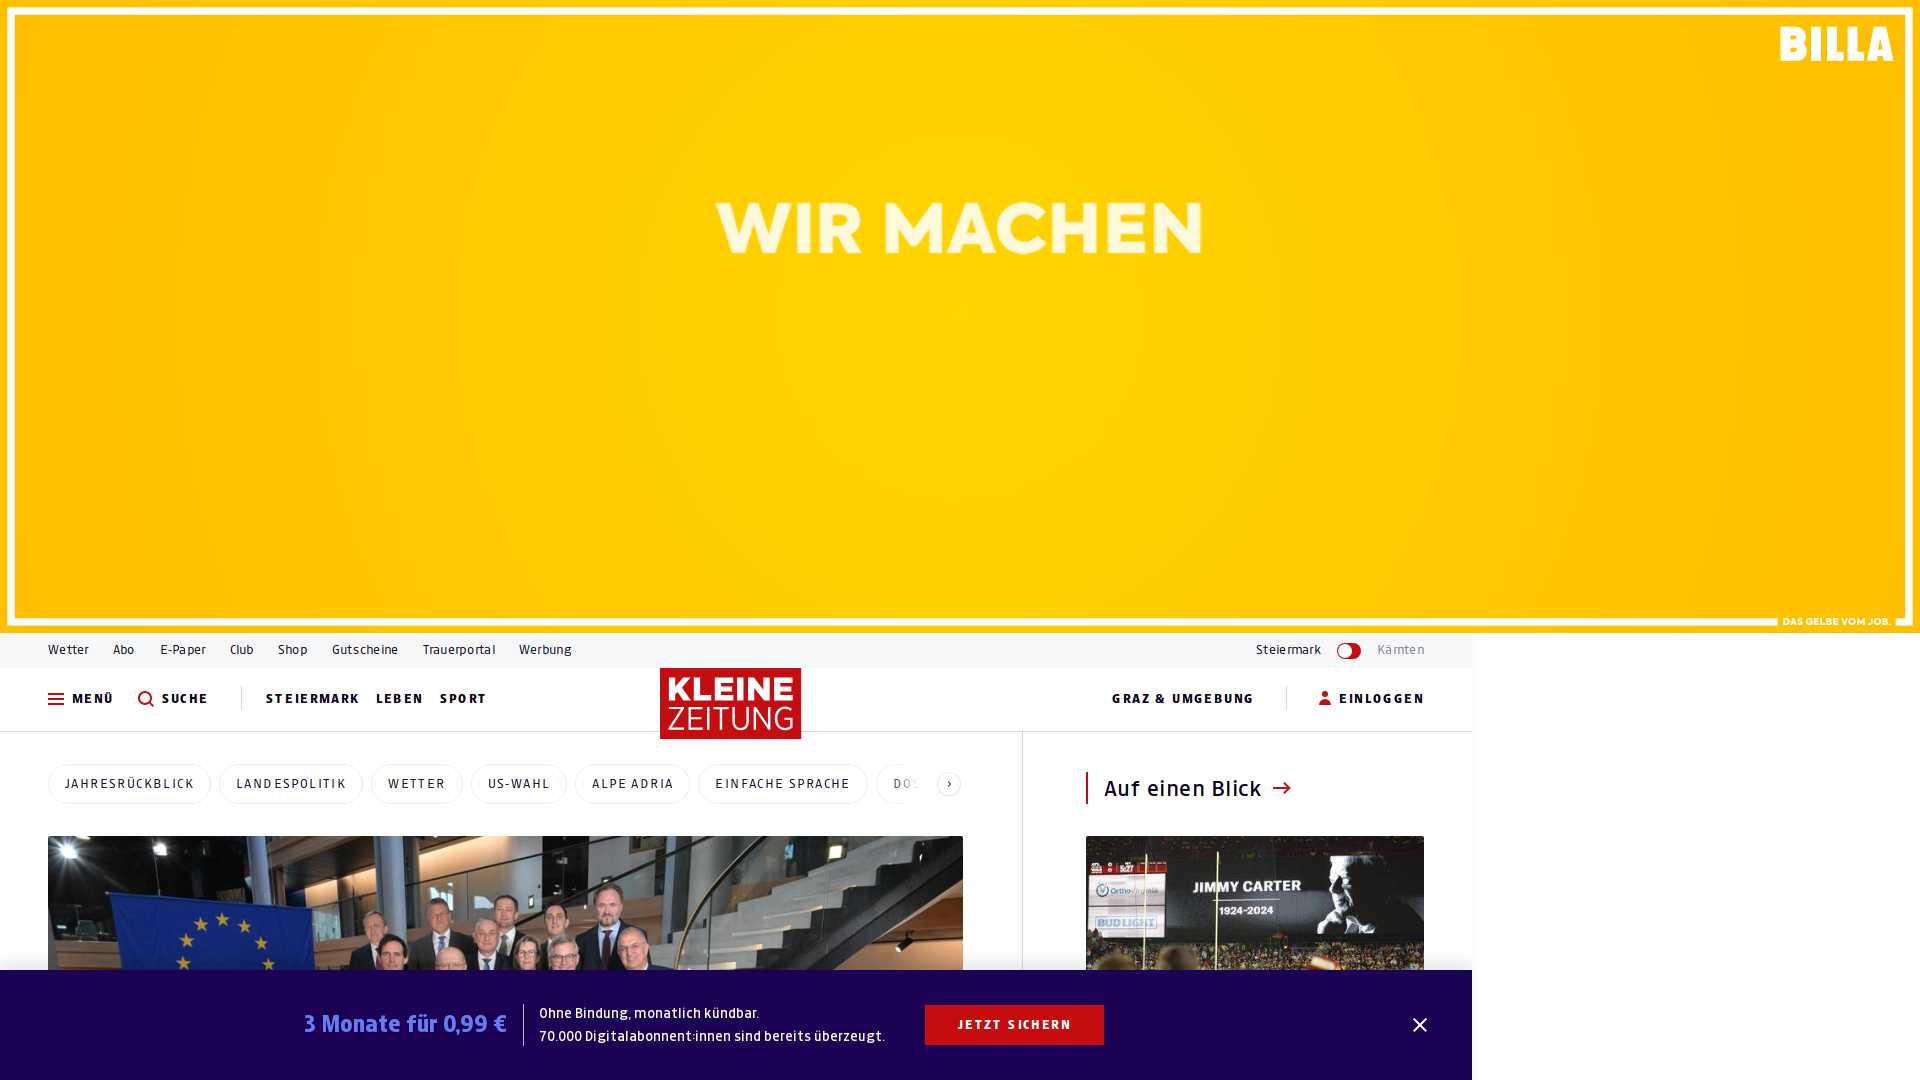 BILLA
WIR MACHEN
DAS GELBE VOM JOB.
Wetter Abo E-Paper Club Shop Gutscheine Trauerportal Werbung
Steiermark Kärnten
MENÜ SUCHE STEIERMARK LEBEN SPORT
KLEINE
ZEITUNG
GRAZ & UMGEBUNG EINLOGGEN
JAHRESRÜCKBLICK LANDESPOLITIK WETTER US-WAHL ALPE ADRIA EINFACHE SPRACHE
Auf einen Blick
JIMMY CARTER
1924-2024
OrthoVirginia
BUD LIGHT
3 Monate für 0,99 €
Ohne Bindung, monatlich kündbar.
70.000 Digitalabonnent:innen sind bereits überzeugt.
JETZT SICHERN